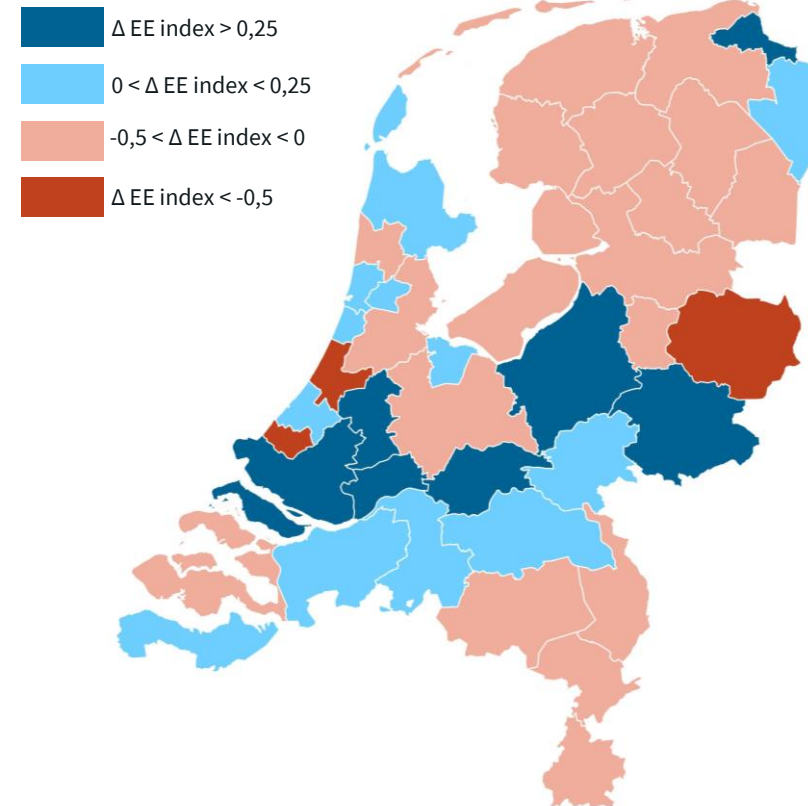 Δ EE index > 0,25
0 < Δ EE index < 0,25
-0,5 < Δ EE index < 0
Δ EE index < -0,5